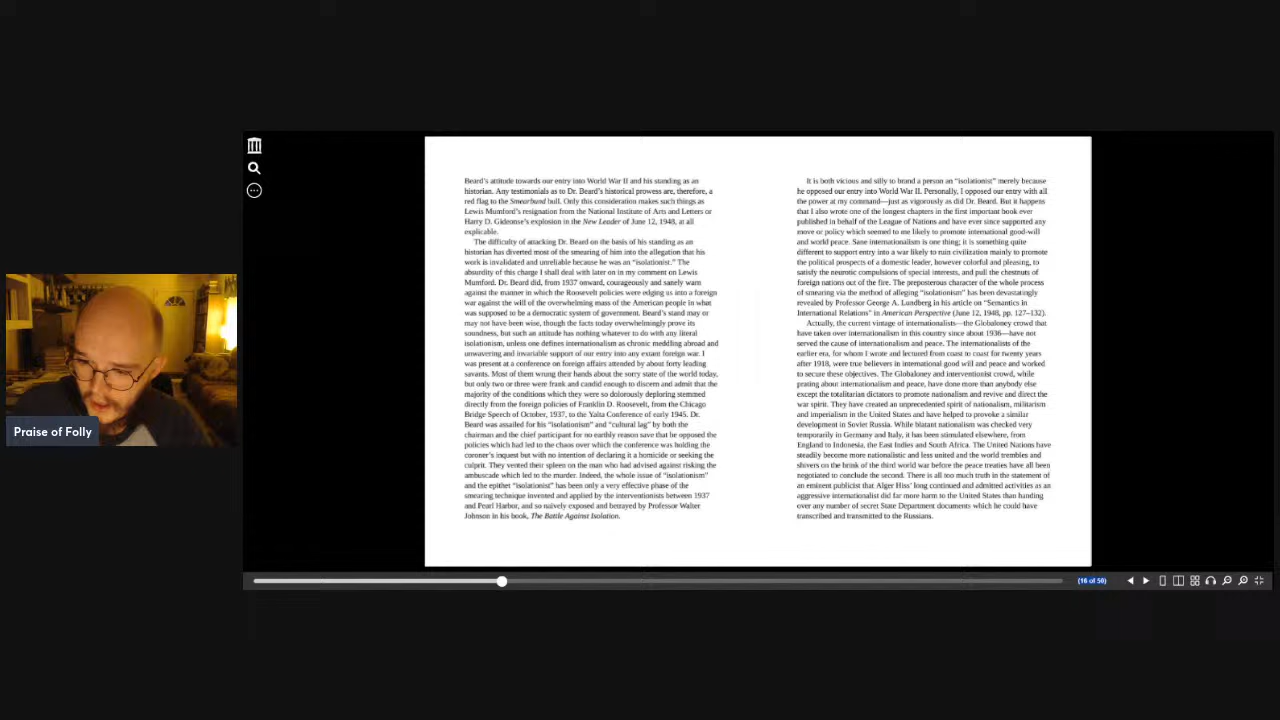 Beard's attitude towards our entry into World War II and his standing as an
historian. Any testimonials as to Dr. Beard's historical prowess are, therefore, a
red flag to the Smearbund bull. Only this consideration makes such things as
Lewis Mumford's resignation from the National Institute of Arts and Letters or
Harry D. Gideonse's explosion in the New Leader of June 12, 1948, at all
explicable.
The difficulty of attacking Dr. Beard on the basis of his standing as an
historian has diverted most of the smearing of him into the allegation that his
work is invalidated and unreliable because he was an “isolationist.” The
absurdity of this charge I shall deal with later on in my comment on Lewis
Mumford. Dr. Beard did, from 1937 onward, courageously and sanely warn
against the manner in which the Roosevelt policies were edging us into a foreign
war against the will of the overwhelming mass of the American people in what
was supposed to be a democratic system of government. Beard's stand may or
may not have been wise, though the facts today overwhelmingly prove its
soundness, but such an attitude has nothing whatever to do with any literal
isolationism, unless one defines internationalism as chronic meddling abroad and
unwavering and invariable support of our entry into any extant foreign war. I
was present at a conference on foreign affairs attended by about forty leading
savants. Most of them wrung their hands about the sorry state of the world today,
but only two or three were frank and candid enough to discern and admit that the
majority of the conditions which they were so dolorously deploring stemmed
directly from the foreign policies of Franklin D. Roosevelt, from the Chicago
Bridge Speech of October, 1937, to the Yalta Conference of early 1945. Dr.
Beard was assailed for his “isolationism” and “cultural lag” by both the
chairman and the chief participant for no earthly reason save that he opposed the
policies which had led to the chaos over which the conference was holding the
coroner's inquest but with no intention of declaring it a homicide or seeking the
culprit. They vented their spleen on the man who had advised against risking the
ambuscade which led to the murder. Indeed, the whole issue of “isolationism”
and the epithet “isolationist” has been only a very effective phase of the
smearing technique invented and applied by the interventionists between 1937
and Pearl Harbor, and so naively exposed and betrayed by Professor Walter
Johnson in his book, The Battle Against Isolation.
It is both vicious and silly to brand a person an “isolationist” merely because
he opposed our entry into World War II. Personally, I opposed our entry with all
the power at my command—just as vigorously as did Dr. Beard. But it happens
that I also wrote one of the longest chapters in the first important book ever
published in behalf of the League of Nations and have ever since supported any
move or policy which seemed to me likely to promote international good-will
and world peace. Sane internationalism is one thing; it is something quite
different to support entry into a war likely to ruin civilization mainly to promote
the political prospects of a domestic leader, however colorful and pleasing, to
satisfy the neurotic compulsions of special interests, and pull the chestnuts of
foreign nations out of the fire. The preposterous character of the whole process
of smearing via the method of alleging “isolationism” has been devastatingly
revealed by Professor George A. Lundberg in his article on “Semantics in
International Relations” in American Perspective (June 12, 1948, pp. 127–132).
Actually, the current vintage of internationalists—the Globaloney crowd that
have taken over internationalism in this country since about 1936—have not
served the cause of internationalism and peace. The internationalists of the
earlier era, for whom I wrote and lectured from coast to coast for twenty years
after 1918, were true believers in international good will and peace and worked
to secure these objectives. The Globaloney and interventionist crowd, while
prating about internationalism and peace, have done more than anybody else
except the totalitarian dictators to promote nationalism and revive and direct the
war spirit. They have created an unprecedented spirit of nationalism, militarism
and imperialism in the United States and have helped to provoke a similar
development in Soviet Russia. While blatant nationalism was checked very
temporarily in Germany and Italy, it has been stimulated elsewhere, from
England to Indonesia, the East Indies and South Africa. The United Nations have
steadily become more nationalistic and less united and the world trembles and
shivers on the brink of the third world war before the peace treaties have all been
negotiated to conclude the second. There is all too much truth in the statement of
an eminent publicist that Alger Hiss' long continued and admitted activities as an
aggressive internationalist did far more harm to the United States than handing
over any number of secret State Department documents which he could have
transcribed and transmitted to the Russians.
Praise of Folly
(16 of 50)